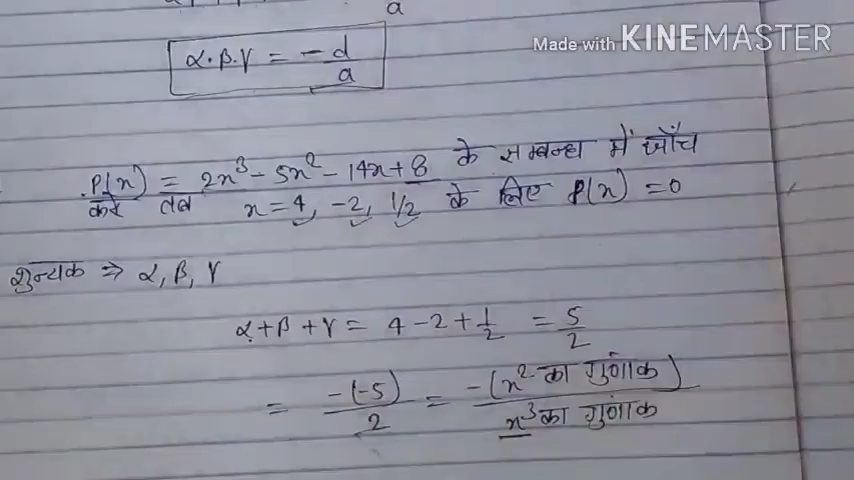 a
Made with KINEMASTER
α.β.γ = -d/a
P(x) = 2x³ - 5x² - 14x + 8 के सम्बन्ध में जाँच
करे तब x = 4, -2, 1/2 के लिए P(x) = 0
शुन्यक ⇒ α, β, γ
α + β + γ = 4 - 2 + 1/2 = 5/2
= -(-5)/2 = -(x² का गुणांक)/x³ का गुणांक